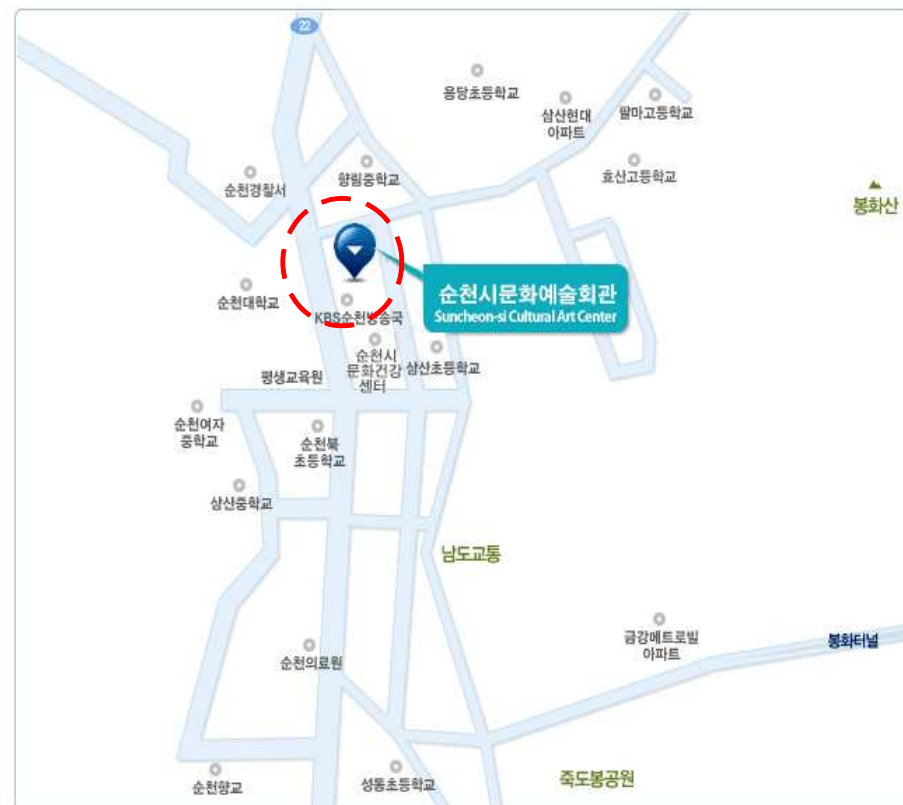 22
용당초등학교
삼산현대
아파트
팔마고등학교
순천경찰서
향림중학교
효산고등학교
봉화산
순천대학교
순천시문화예술회관
Suncheon-si Cultural Art Center
KBS순천방송국
순천시
문화건강
센터
삼산초등학교
평생교육원
순천여자
중학교
순천북
초등학교
삼산중학교
남도교통
금강메트로빌
아파트
봉화터널
순천의료원
순천향교
성동초등학교
죽도봉공원